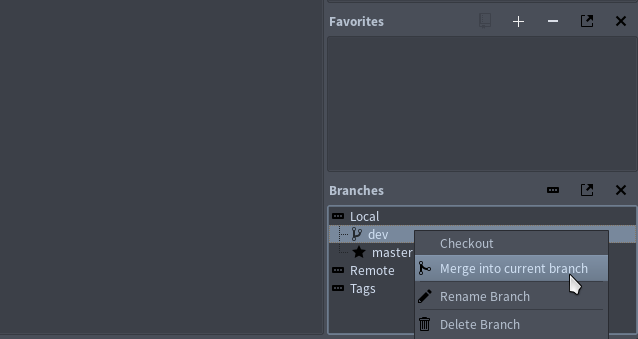 Favorites
Branches
Local
dev
master
Remote
Tags
Checkout
Merge into current branch
Rename Branch
Delete Branch